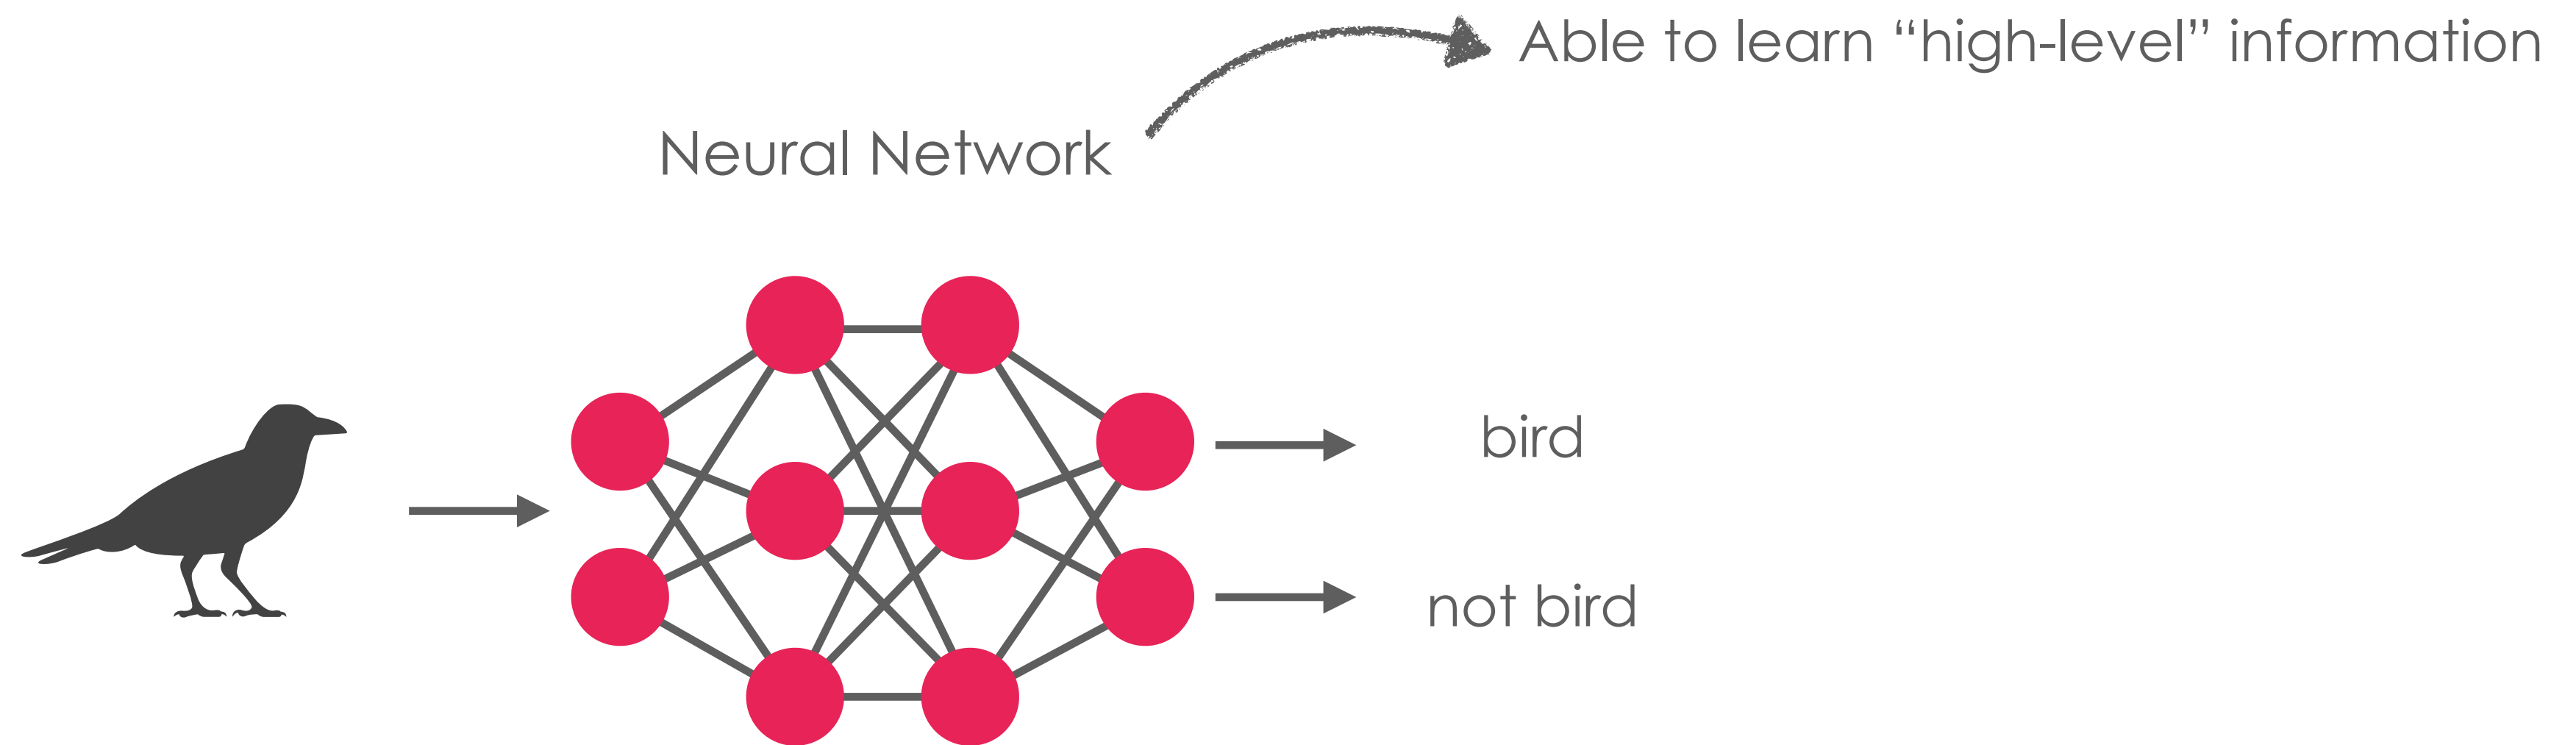 Able to learn “high-level” information
Neural Network
bird
not bird